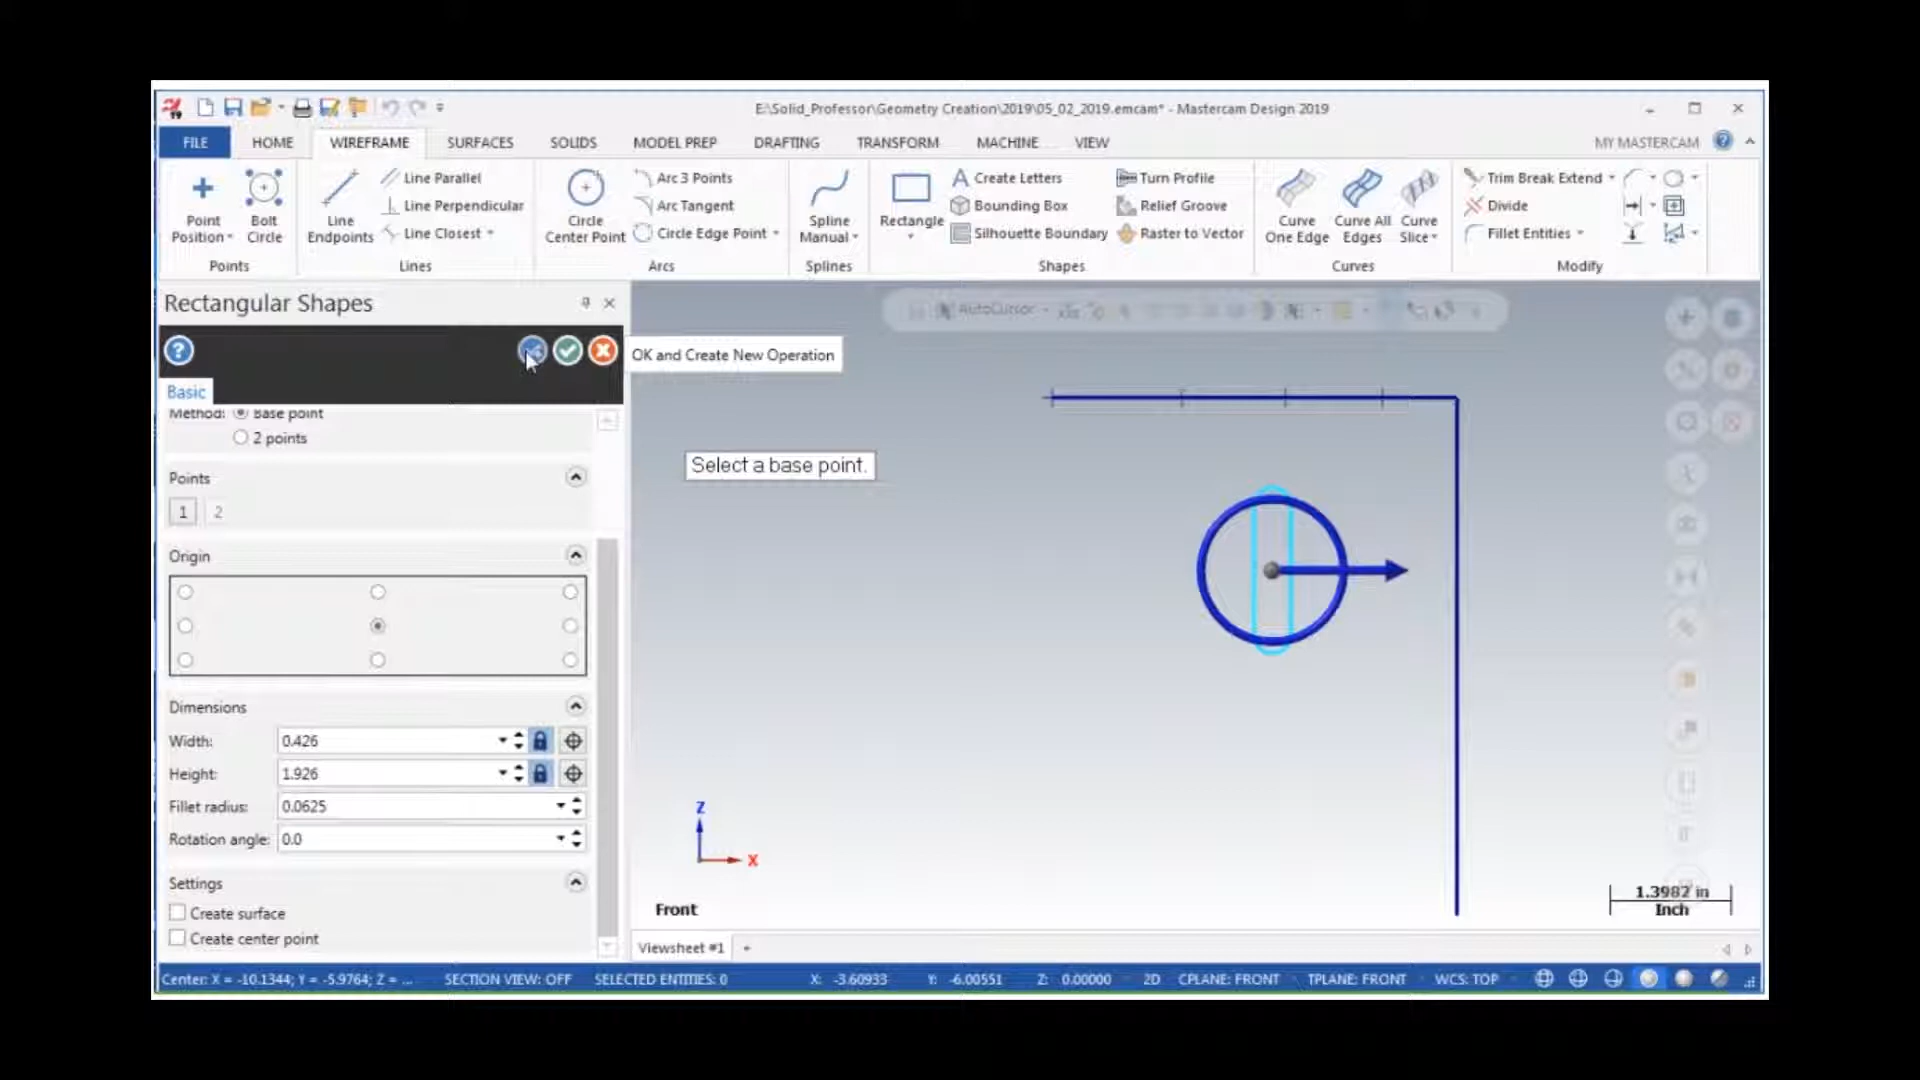 E:\Solid_Professor\Geometry Creation\2019\05_02_2019.emcam* - Mastercam Design 2019
FILE HOME WIREFRAME SURFACES SOLIDS MODEL PREP DRAFTING TRANSFORM MACHINE VIEW MY MASTERCAM
Point Position
Bolt Circle
Points
Line Endpoints
Line Parallel
Line Perpendicular
Line Closest
Lines
Circle Center Point
Arc 3 Points
Arc Tangent
Circle Edge Point
Arcs
Spline Manual
Splines
Rectangle
Create Letters
Bounding Box
Silhouette Boundary
Turn Profile
Relief Groove
Raster to Vector
Shapes
Curve One Edge
Curve All Edges
Curve Slice
Curves
Trim Break Extend
Divide
Fillet Entities
Modify
Rectangular Shapes
OK and Create New Operation
Basic
Method: Base point
2 points
Points
1 2
Origin
Dimensions
Width: 0.426
Height: 1.926
Fillet radius: 0.0625
Rotation angle: 0.0
Settings
Create surface
Create center point
AutoCursor
Select a base point.
Z
X
Front
1.3982 in
Inch
Viewsheet #1 +
Center: X = -10.1344; Y = -5.9764; Z = ... SECTION VIEW: OFF SELECTED ENTITIES: 0 X: -3.60933 Y: -6.00551 Z: 0.00000 2D CPLANE: FRONT TPLANE: FRONT WCS: TOP